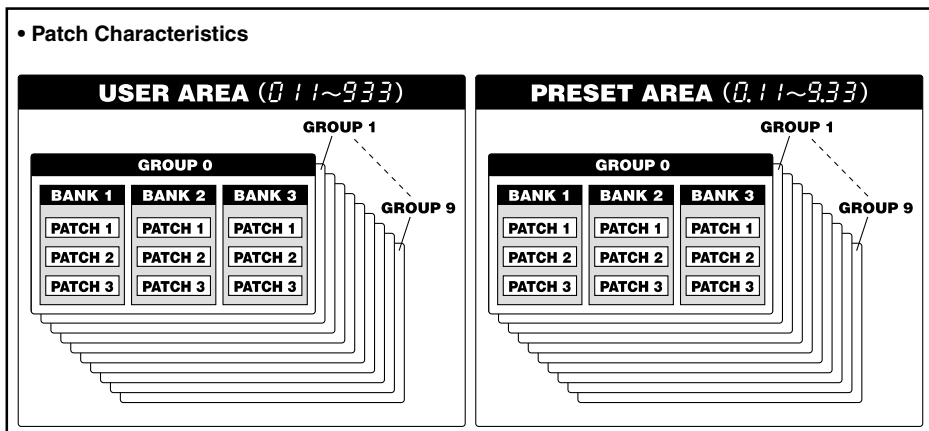 • Patch Characteristics
USER AREA (011~933)
GROUP 1
GROUP 0
BANK 1 BANK 2 BANK 3
GROUP 9
PATCH 1 PATCH 1 PATCH 1
PATCH 2 PATCH 2 PATCH 2
PATCH 3 PATCH 3 PATCH 3
PRESET AREA (0.11~9.33)
GROUP 1
GROUP 0
BANK 1 BANK 2 BANK 3
GROUP 9
PATCH 1 PATCH 1 PATCH 1
PATCH 2 PATCH 2 PATCH 2
PATCH 3 PATCH 3 PATCH 3